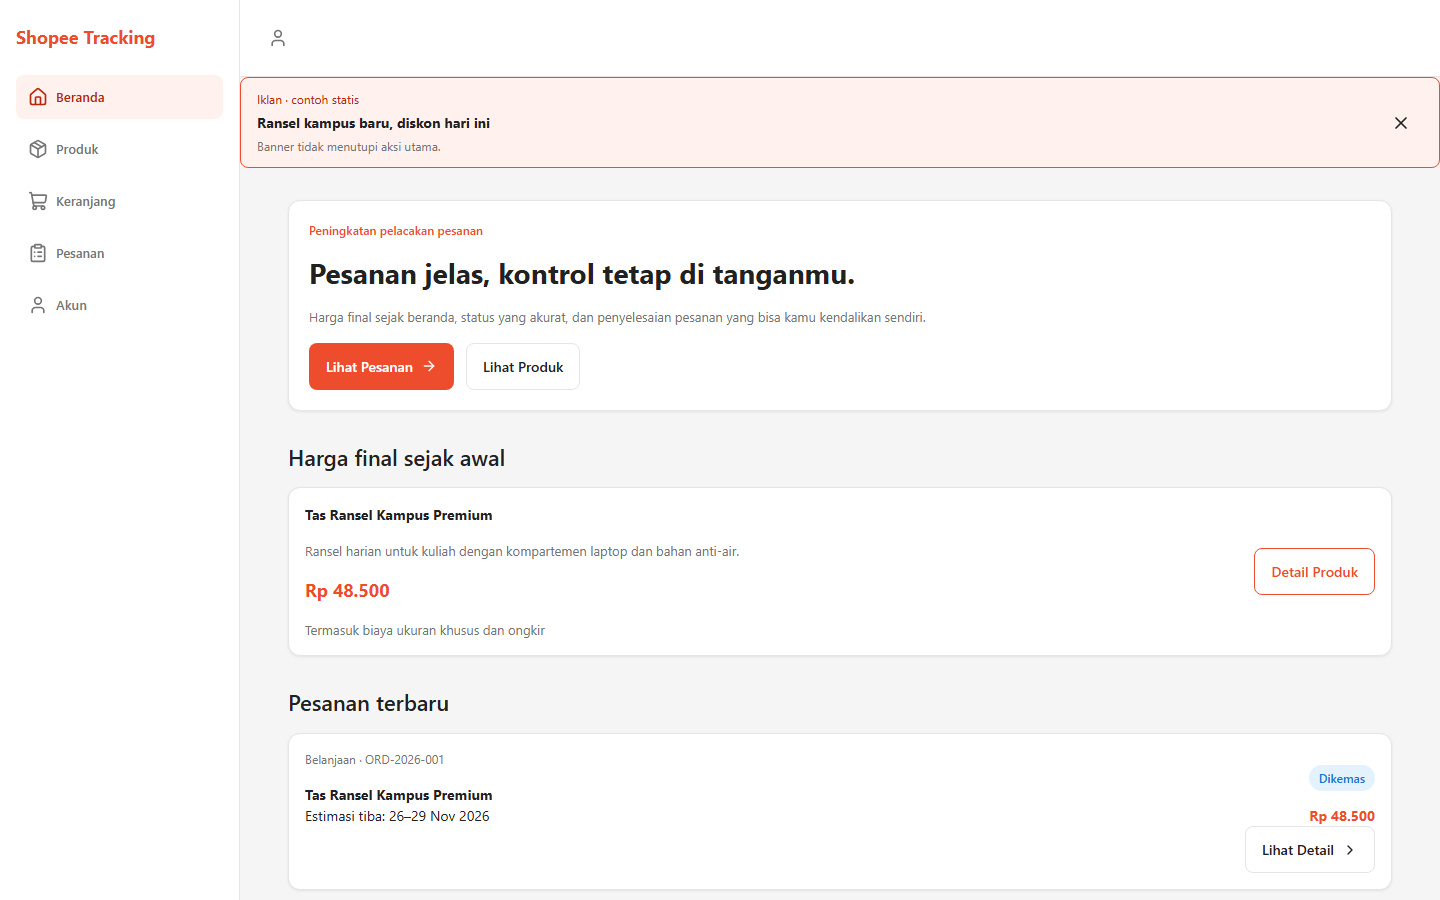 Shopee Tracking
Beranda
Produk
Keranjang
Pesanan
Akun
Iklan · contoh statis
Ransel kampus baru, diskon hari ini
Banner tidak menutupi aksi utama.
Peningkatan pelacakan pesanan
Pesanan jelas, kontrol tetap di tanganmu.
Harga final sejak beranda, status yang akurat, dan penyelesaian pesanan yang bisa kamu kendalikan sendiri.
Lihat Pesanan
Lihat Produk
Harga final sejak awal
Tas Ransel Kampus Premium
Ransel harian untuk kuliah dengan kompartemen laptop dan bahan anti-air.
Rp 48.500
Termasuk biaya ukuran khusus dan ongkir
Detail Produk
Pesanan terbaru
Belanjaan · ORD-2026-001
Tas Ransel Kampus Premium
Estimasi tiba: 26–29 Nov 2026
Dikemas
Rp 48.500
Lihat Detail